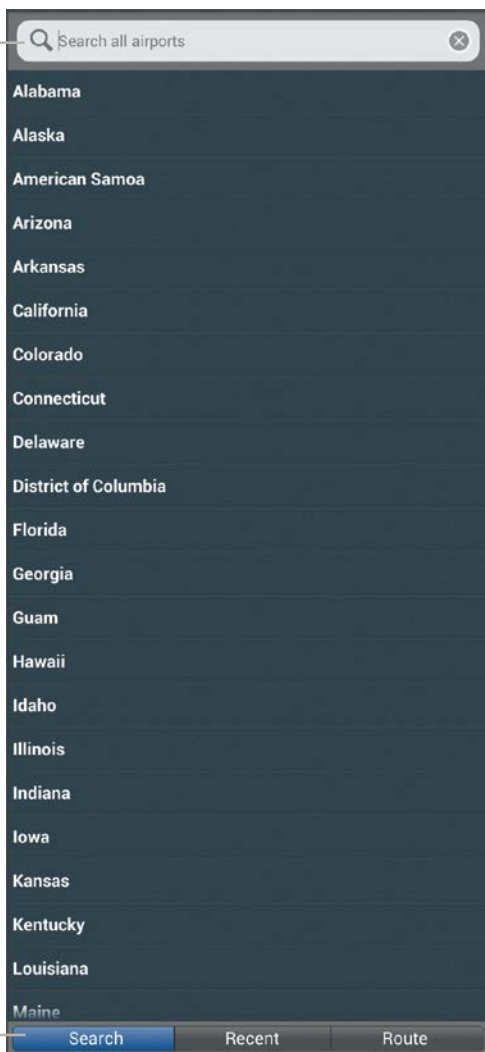 Search all airports
Alabama
Alaska
American Samoa
Arizona
Arkansas
California
Colorado
Connecticut
Delaware
District of Columbia
Florida
Georgia
Guam
Hawaii
Idaho
Illinois
Indiana
Iowa
Kansas
Kentucky
Louisiana
Maine
Search Recent Route